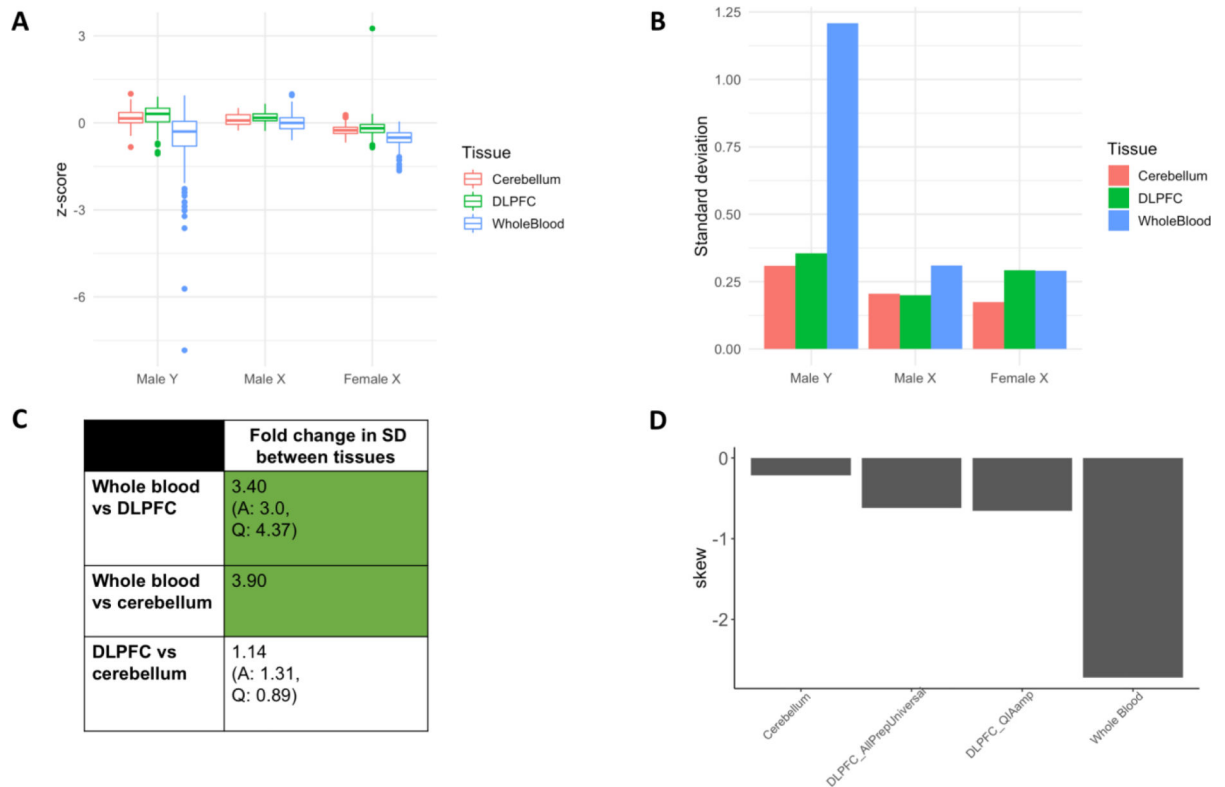 A
z-score
3
0
-3
-6
Male Y
Male X
Female X
Tissue
Cerebellum
DLPFC
WholeBlood
B
Standard deviation
1.25
1.00
0.75
0.50
0.25
0.00
Male Y
Male X
Female X
Tissue
Cerebellum
DLPFC
WholeBlood
C
Fold change in SD
between tissues
Whole blood
vs DLPFC
3.40
(A: 3.0,
Q: 4.37)
Whole blood
vs cerebellum
3.90
DLPFC vs
cerebellum
1.14
(A: 1.31,
Q: 0.89)
D
skew
0
-1
-2
Cerebellum
DLPFC_AllPrepUniversal
DLPFC_QIAamp
Whole Blood